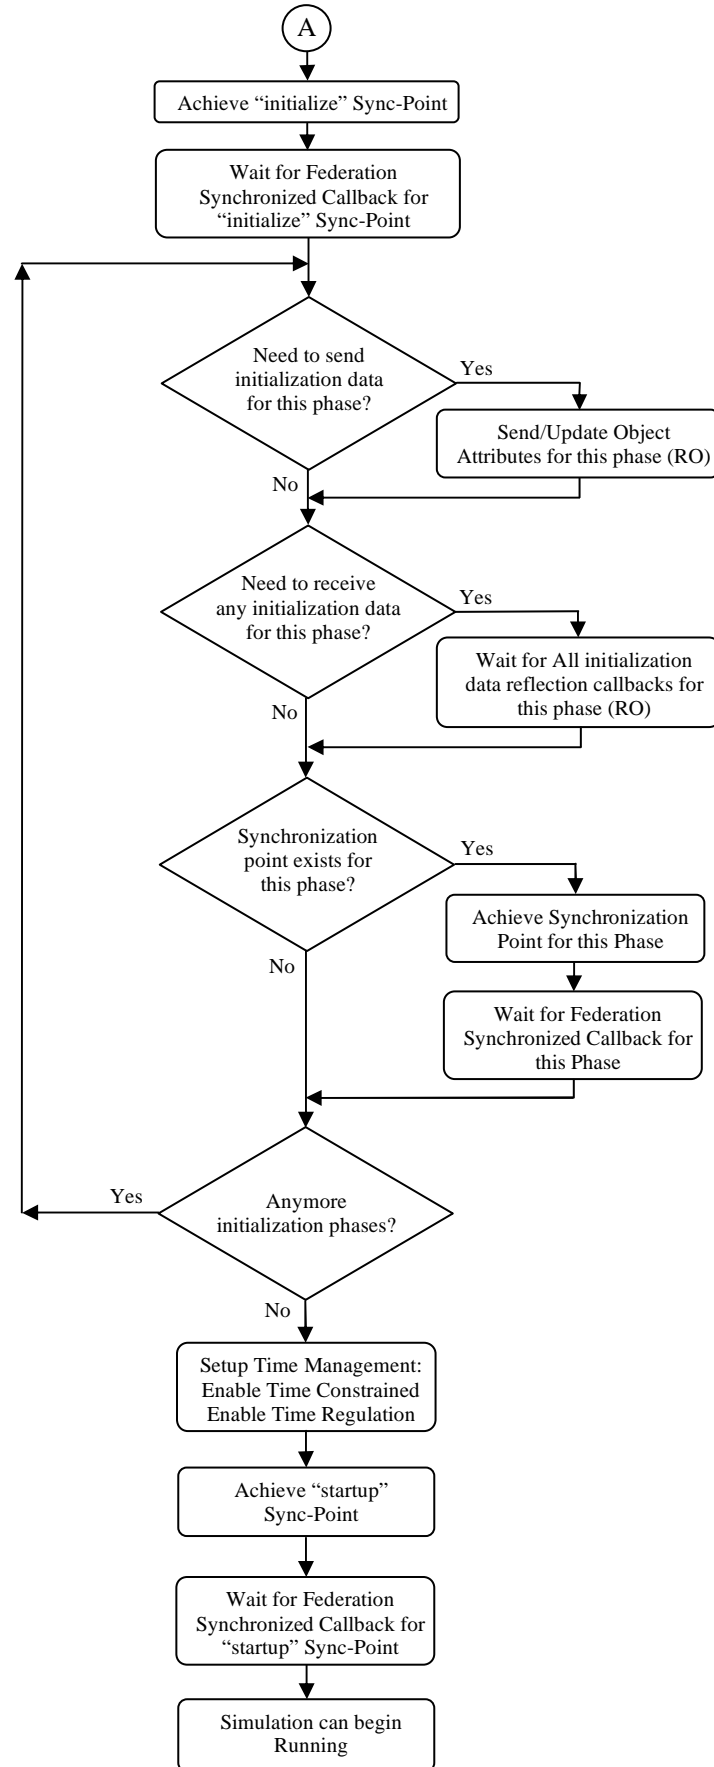 A
Achieve “initialize” Sync-Point
Wait for Federation
Synchronized Callback for
“initialize” Sync-Point
Need to send
initialization data
for this phase?
Yes
Send/Update Object
Attributes for this phase (RO)
No
Need to receive
any initialization data
for this phase?
Yes
Wait for All initialization
data reflection callbacks for
this phase (RO)
No
Synchronization
point exists for
this phase?
Yes
Achieve Synchronization
Point for this Phase
No
Wait for Federation
Synchronized Callback for
this Phase
Yes
Anymore
initialization phases?
No
Setup Time Management:
Enable Time Constrained
Enable Time Regulation
Achieve “startup”
Sync-Point
Wait for Federation
Synchronized Callback for
“startup” Sync-Point
Simulation can begin
Running